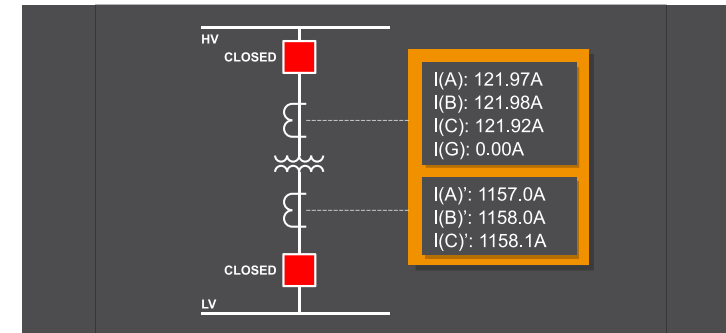 HV
CLOSED
I(A): 121.97A
I(B): 121.98A
I(C): 121.92A
I(G): 0.00A
I(A)’: 1157.0A
I(B)’: 1158.0A
I(C)’: 1158.1A
CLOSED
LV